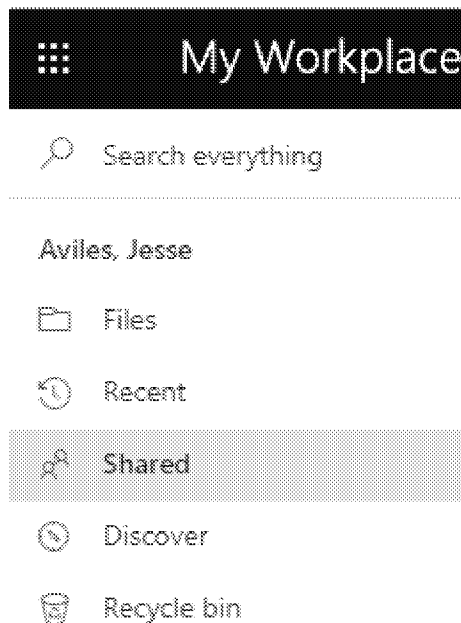 My Workplace
Search everything
Aviles, Jesse
Files
Recent
Shared
Discover
Recycle bin